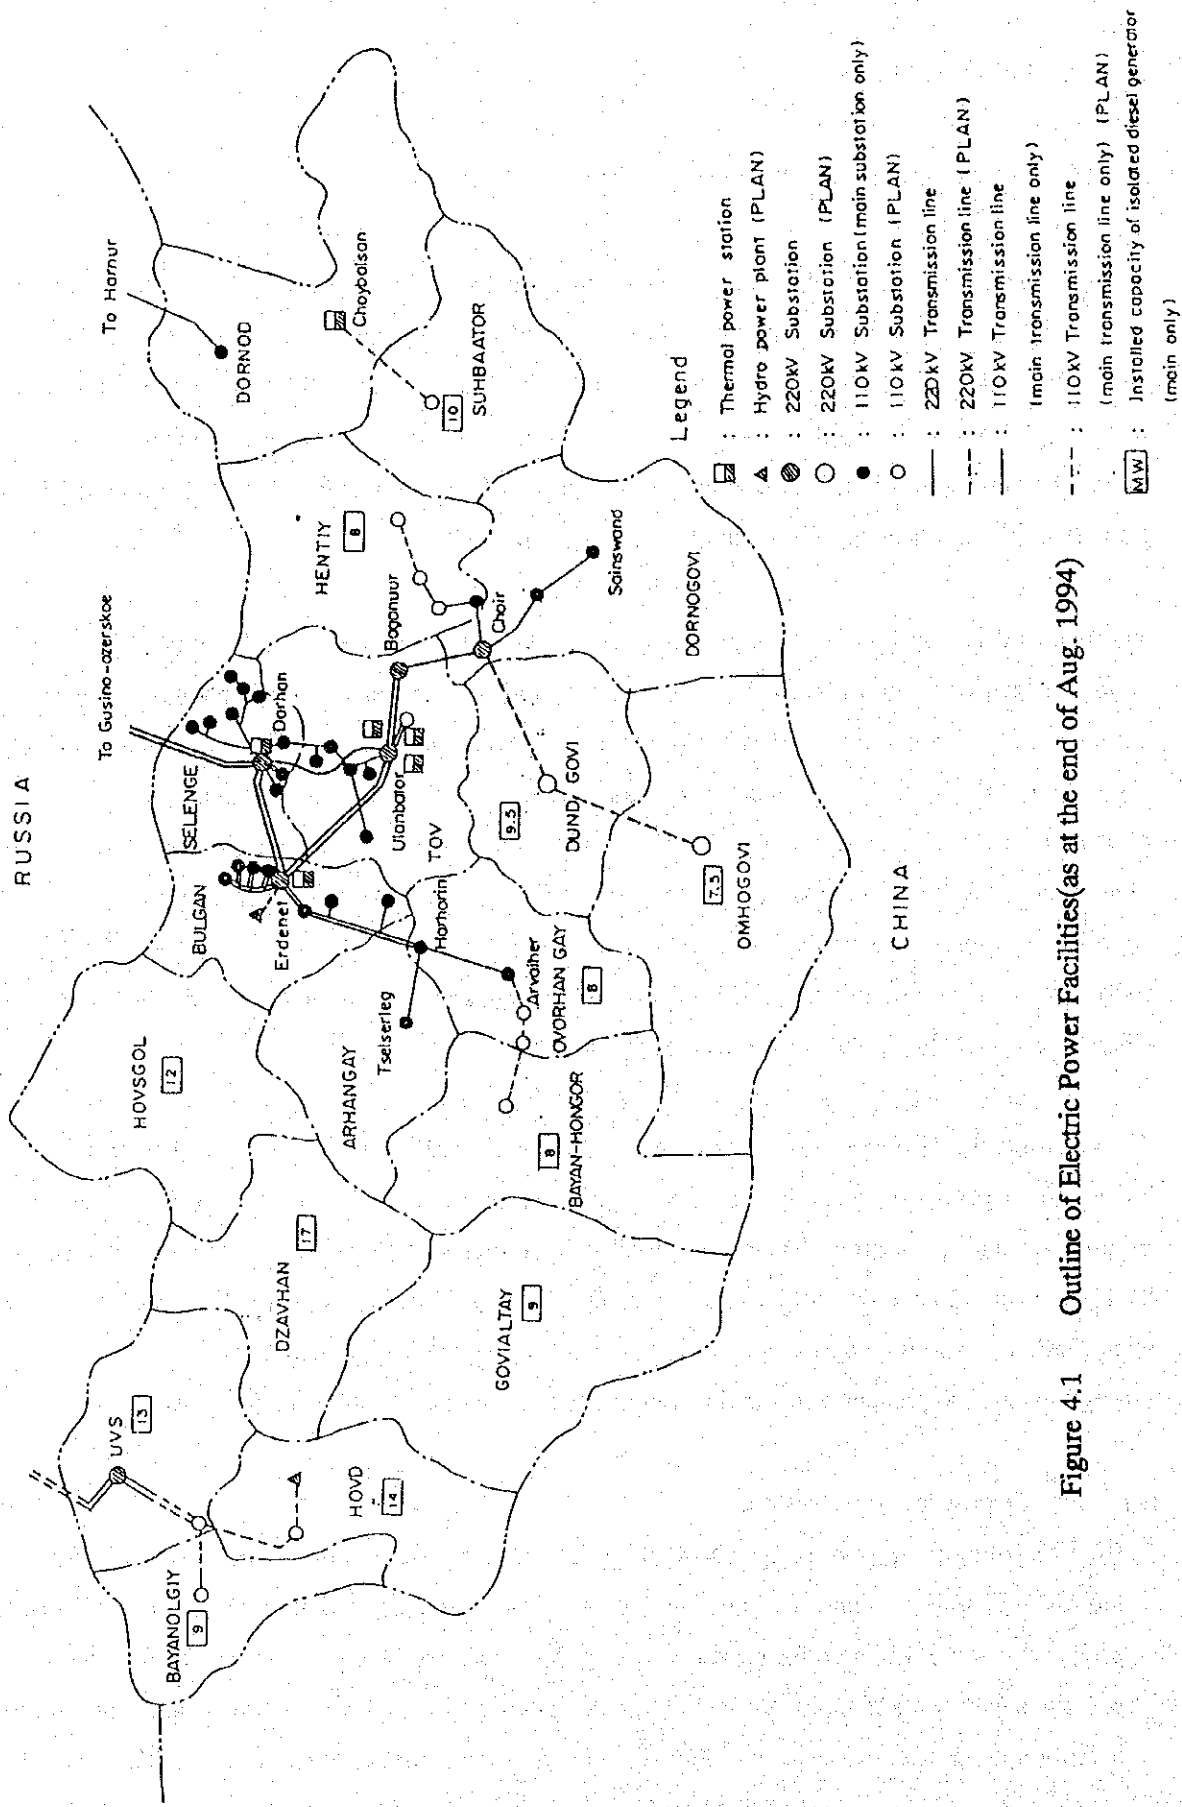 RUSSIA
To Gusino-ozerskoe
To Harnur
DORNOD
Choybalsan
SUHBAATOR
10
HENTIY
8
Baganuur
Choir
Sainswand
DORNOGOVI
SELENGE
Darhan
Ulanbator
TOV
BULGAN
Erdenet
Harhorin
Tselserleg
Arvaiher
OVORHAN GAY
8
9.5
DUND GOVI
7.5
OMHOGOVI
CHINA
HOVSGOL
12
ARHANGAY
BAYAN-HONGOR
8
DZAVHAN
17
GOVIALTAY
9
UVS
13
HOVD
14
BAYANOLGIY
9
Legend
: Thermal power station
: Hydro power plant (PLAN)
: 220kV Substation
: 220kV Substation (PLAN)
: 110kV Substation (main substation only)
: 110kV Substation (PLAN)
: 220kV Transmission line
: 220kV Transmission line (PLAN)
: 110kV Transmission line
(main transmission line only)
: 110kV Transmission line
(main transmission line only) (PLAN)
MW : Installed capacity of isolated diesel generator
(main only)
Figure 4.1 Outline of Electric Power Facilities(as at the end of Aug. 1994)